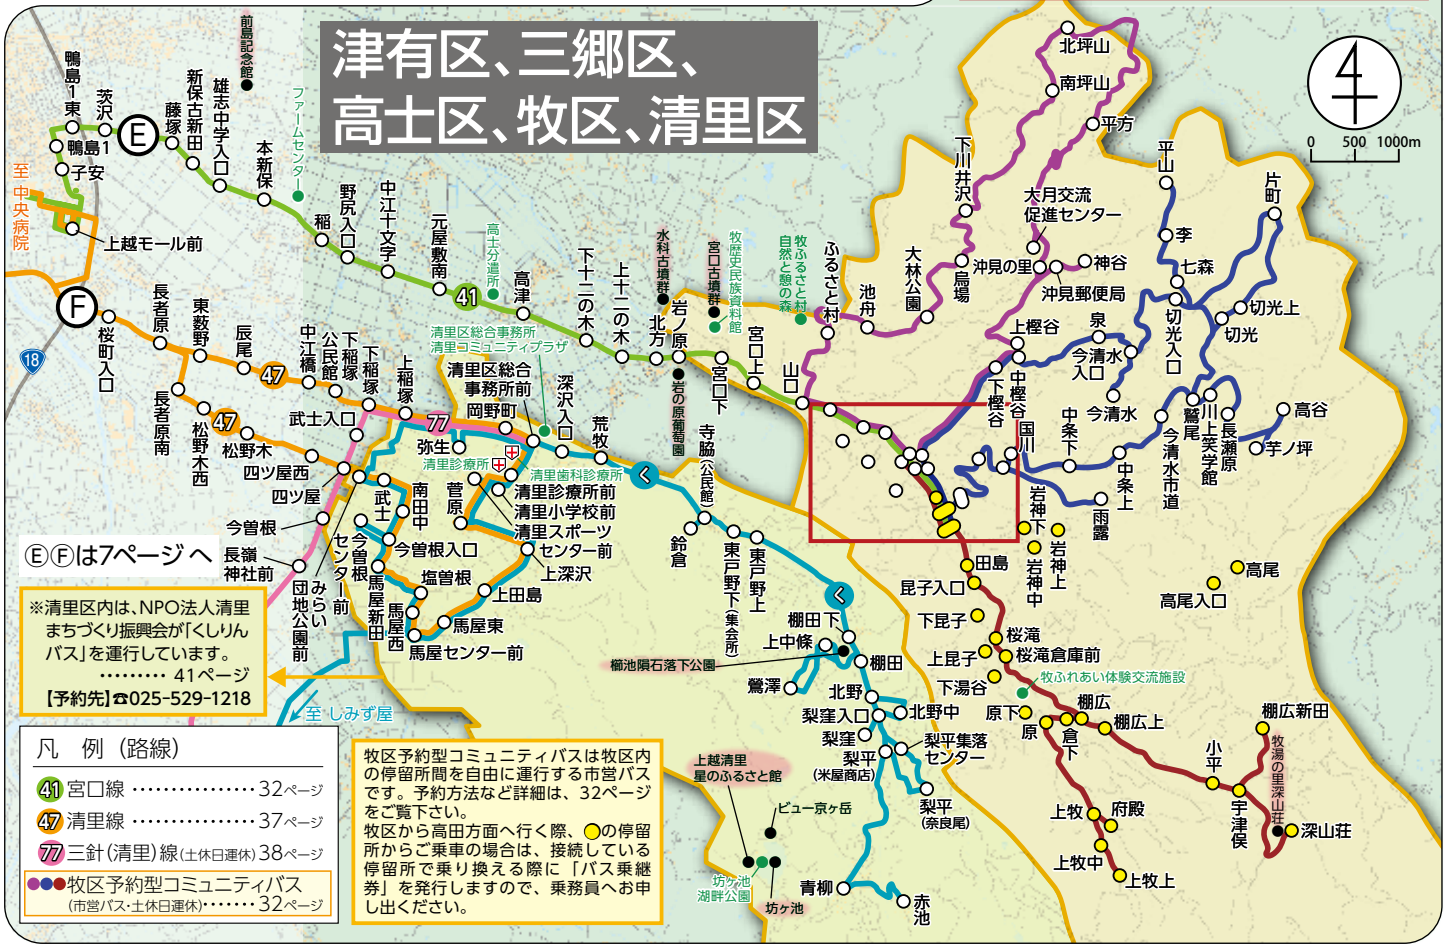 津有区、三郷区、
高士区、牧区、清里区
0 500 1000m
前島記念館
鴨島1東
茨沢
E
藤塚
新保古新田
雄志中学入口
ファームセンター
本新保
鴨島1
子安
至 中央病院
上越モール前
稲
野尻入口
中江十文字
元屋敷南
41
高士分遣所
高津
下十二の木
上十二の木
北方
水科古墳群
岩ノ原
岩の原葡萄園
宮口古墳群
牧歴史民族資料館
宮口下
宮口上
牧ふるさと村
自然と憩の森
山口
ふるさと村
池舟
大林公園
鳥場
下川井沢
南坪山
北坪山
平方
大月交流
促進センター
沖見の里
神谷
沖見郵便局
上樫谷
中樫谷
下樫谷
泉
今清水
入口
今清水
平山
李
七森
切光入口
片町
切光上
切光
鷲尾
川上笑学館
長瀬原
高谷
芋ノ坪
今清水市道
中条上
中条下
国川
雨露
F
18
桜町入口
長者原
東薮野
辰尾
47
中江橋
下稲塚
公民館
下稲塚
上稲塚
77
武士入口
長者原南
松野木西
47
松野木
四ツ屋西
四ツ屋
今曽根
長嶺
神社前
団地公園前
みらい
センター前
清里区総合事務所
清里コミュニティプラザ
清里区総合
事務所前
岡野町
深沢入口
荒牧
弥生
清里診療所
清里歯科診療所
清里診療所前
清里小学校前
清里スポーツ
センター前
菅原
武士
南田中
今曽根
今曽根入口
馬屋新田
塩曽根
馬屋西
馬屋東
馬屋センター前
上田島
上深沢
寺脇(公民館)
鈴倉
東戸野下(集会所)
東戸野上
棚田下
上中條
櫛池隕石落下公園
棚田
鶯澤
北野
北野中
梨窪入口
梨窪
梨平
(米屋商店)
梨平集落
センター
梨平
(奈良尾)
青柳
赤池
上越清里
星のふるさと館
ビュー京ヶ岳
坊ヶ池
湖畔公園
坊ヶ池
岩神下
岩神中
岩神上
田島
昆子入口
下昆子
桜滝
上昆子
桜滝倉庫前
下湯谷
牧ふれあい体験交流施設
原下
原
倉下
棚広
棚広上
高尾
高尾入口
棚広新田
小平
宇津俣
牧湯の里深山荘
深山荘
上牧
府殿
上牧中
上牧上
ⒺⒻは7ページへ
※清里区内は、NPO法人清里
まちづくり振興会が「くしりん
バス」を運行しています。
‥‥‥‥ 41ページ
【予約先】☎025-529-1218
至 しみず屋
凡 例 (路線)
41 宮口線 ‥‥‥‥‥‥‥32ページ
47 清里線 ‥‥‥‥‥‥‥37ページ
77 三針(清里)線(土休日運休)38ページ
●●●牧区予約型コミュニティバス
(市営バス・土休日運休)‥‥‥32ページ
牧区予約型コミュニティバスは牧区内
の停留所間を自由に運行する市営バス
です。予約方法など詳細は、32ページ
をご覧下さい。
牧区から高田方面へ行く際、○の停留
所からご乗車の場合は、接続している
停留所で乗り換える際に「バス乗継
券」を発行しますので、乗務員へお申
し出ください。